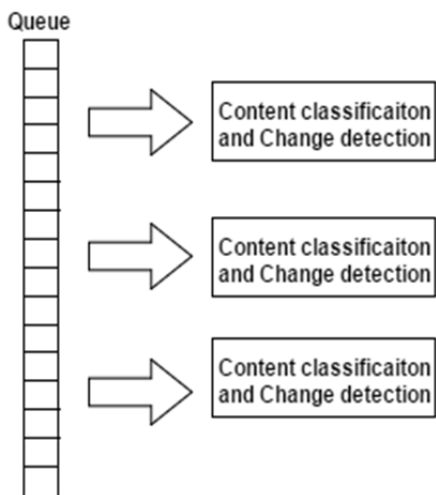 Queue
Content classificaiton
and Change detection
Content classificaiton
and Change detection
Content classificaiton
and Change detection